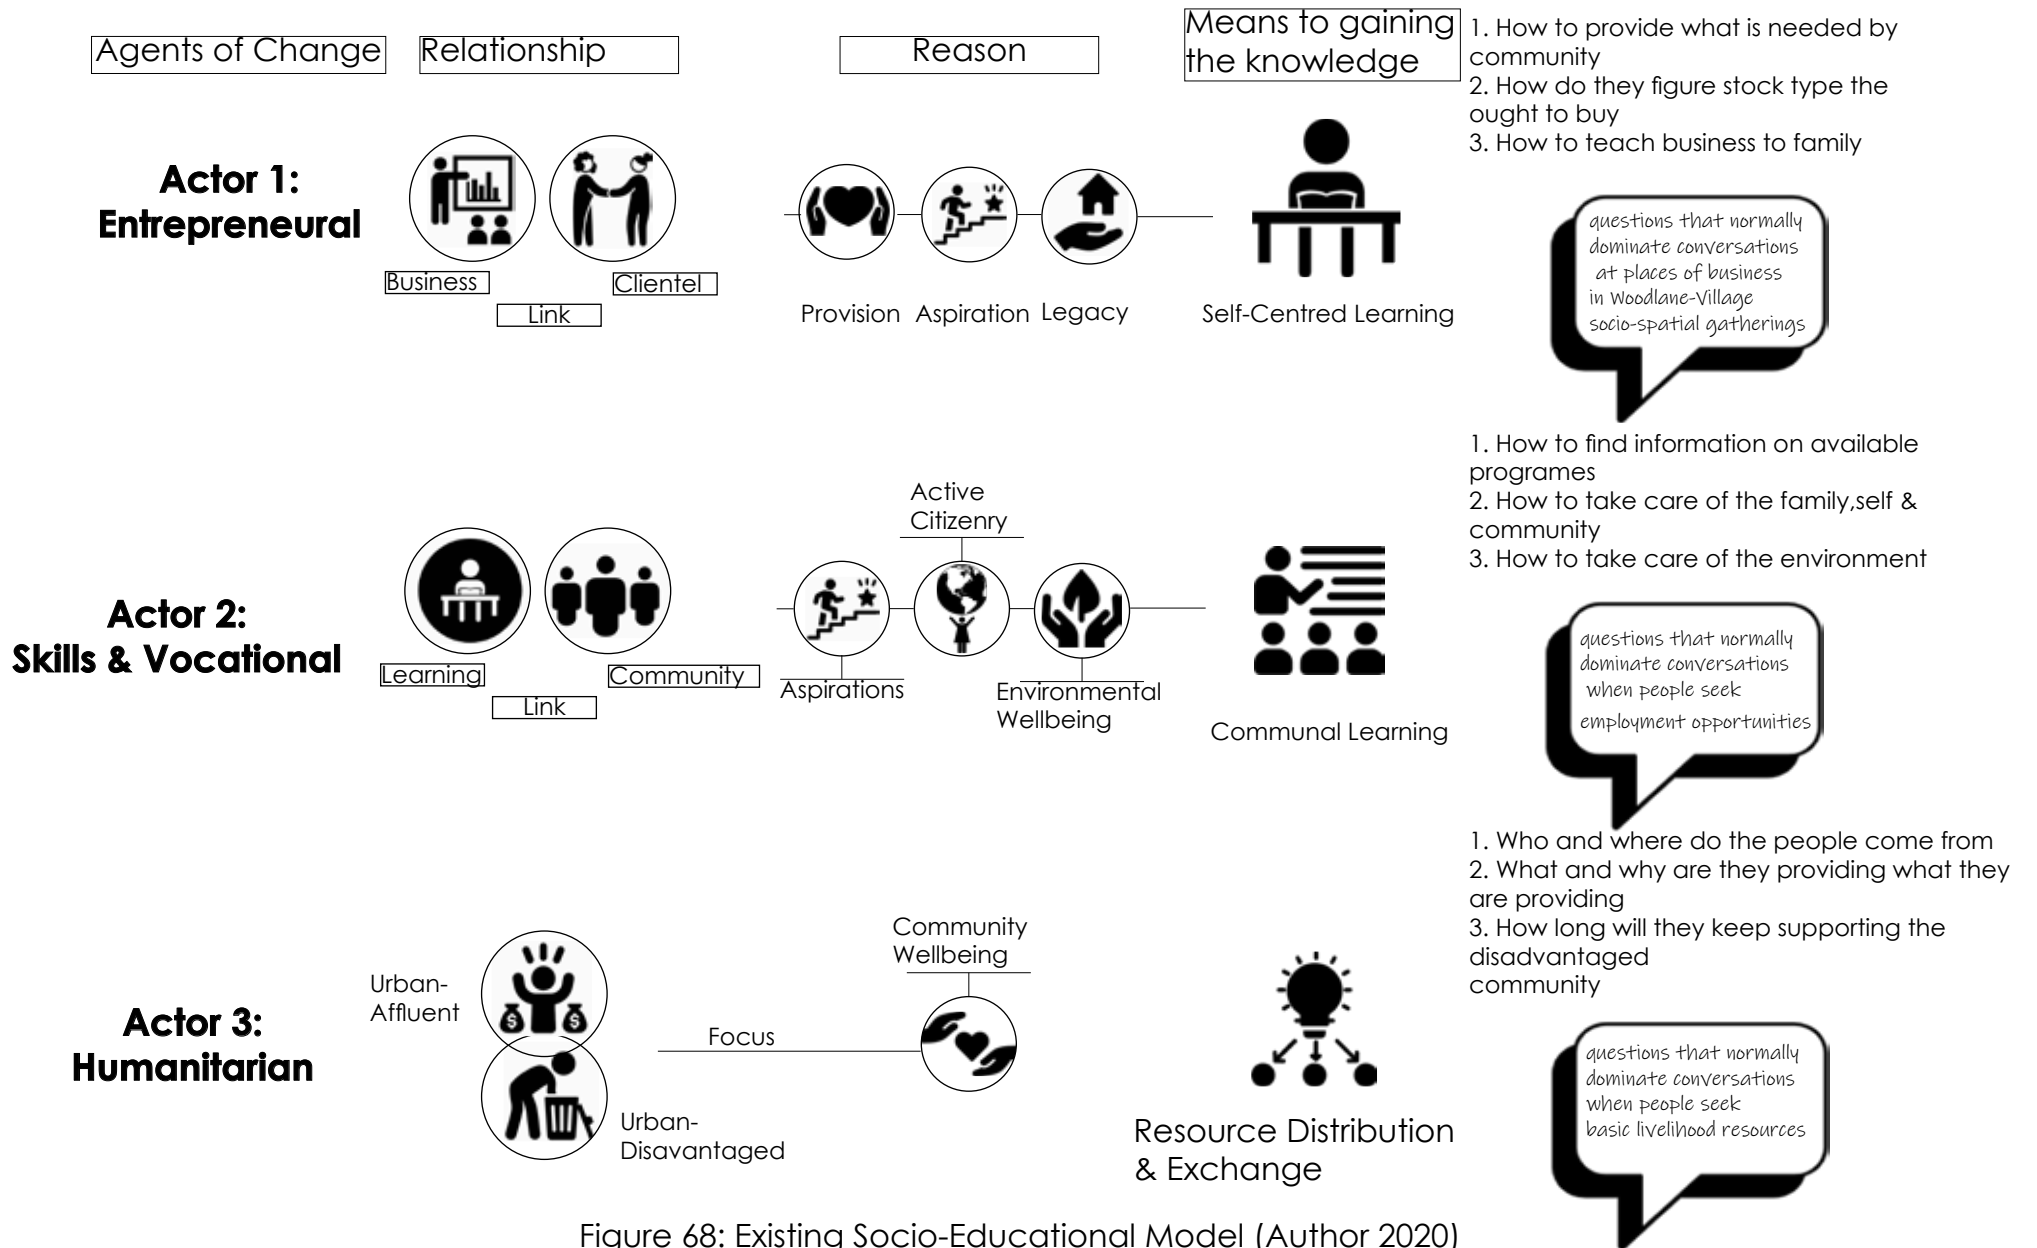 Agents of Change
Relationship
Reason
Means to gaining
the knowledge
1. How to provide what is needed by
community
2. How do they figure stock type the
ought to buy
3. How to teach business to family
Actor 1:
Entrepreneural
Business
Clientel
Link
Provision
Aspiration
Legacy
Self-Centred Learning
questions that normally
dominate conversations
at places of business
in Woodlane-Village
socio-spatial gatherings
Actor 2:
Skills & Vocational
Learning
Community
Link
Aspirations
Active
Citizenry
Environmental
Wellbeing
Communal Learning
1. How to find information on available
programes
2. How to take care of the family,self &
community
3. How to take care of the environment
questions that normally
dominate conversations
when people seek
employment opportunities
Actor 3:
Humanitarian
Urban-
Affluent
Urban-
Disavantaged
Focus
Community
Wellbeing
Resource Distribution
& Exchange
1. Who and where do the people come from
2. What and why are they providing what they
are providing
3. How long will they keep supporting the
disadvantaged
community
questions that normally
dominate conversations
when people seek
basic livelihood resources
Figure 68: Existing Socio-Educational Model (Author 2020)